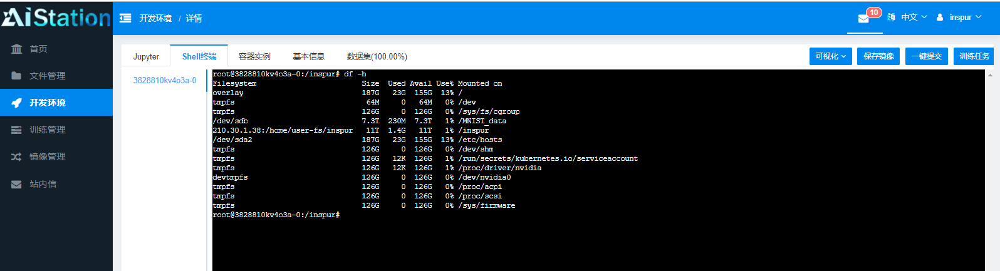 AiStation
开发环境 / 详情
10
中文
inspur
首页
文件管理
开发环境
训练管理
镜像管理
站内信
Jupyter Shell终端 容器实例 基本信息 数据集(100.00%)
可视化 保存镜像 一键提交 训练任务
3828810kv4o3a-0
root@3828810kv4o3a-0:/inspur# df -h
Filesystem Size Used Avail Use% Mounted on
overlay 187G 23G 155G 13% /
tmpfs 64M 0 64M 0% /dev
tmpfs 126G 0 126G 0% /sys/fs/cgroup
/dev/sdb 7.3T 230M 7.3T 1% /MNIST_data
210.30.1.38:/home/user-fs/inspur 11T 1.4G 11T 1% /inspur
/dev/sda2 187G 23G 155G 13% /etc/hosts
tmpfs 126G 0 126G 0% /dev/shm
tmpfs 126G 12K 126G 1% /run/secrets/kubernetes.io/serviceaccount
tmpfs 126G 12K 126G 1% /proc/driver/nvidia
devtmpfs 126G 0 126G 0% /dev/nvidia0
tmpfs 126G 0 126G 0% /proc/acpi
tmpfs 126G 0 126G 0% /proc/scsi
tmpfs 126G 0 126G 0% /sys/firmware
root@3828810kv4o3a-0:/inspur#